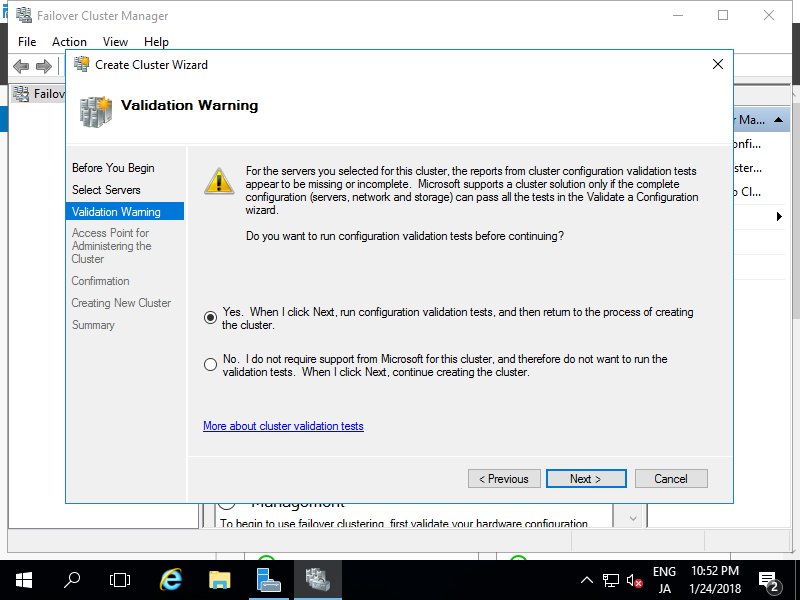 Failover Cluster Manager
File Action View Help
Create Cluster Wizard
Failov
Validation Warning
Ma...
onfi...
ster...
Cl...
Before You Begin
Select Servers
Validation Warning
Access Point for
Administering the
Cluster
Confirmation
Creating New Cluster
Summary
For the servers you selected for this cluster, the reports from cluster configuration validation tests
appear to be missing or incomplete. Microsoft supports a cluster solution only if the complete
configuration (servers, network and storage) can pass all the tests in the Validate a Configuration
wizard.
Do you want to run configuration validation tests before continuing?
Yes. When I click Next, run configuration validation tests, and then return to the process of creating
the cluster.
No. I do not require support from Microsoft for this cluster, and therefore do not want to run the
validation tests. When I click Next, continue creating the cluster.
More about cluster validation tests
< Previous Next > Cancel
Management
To begin to use failover clustering, first validate your hardware configuration
ENG
JA
10:52 PM
1/24/2018
2